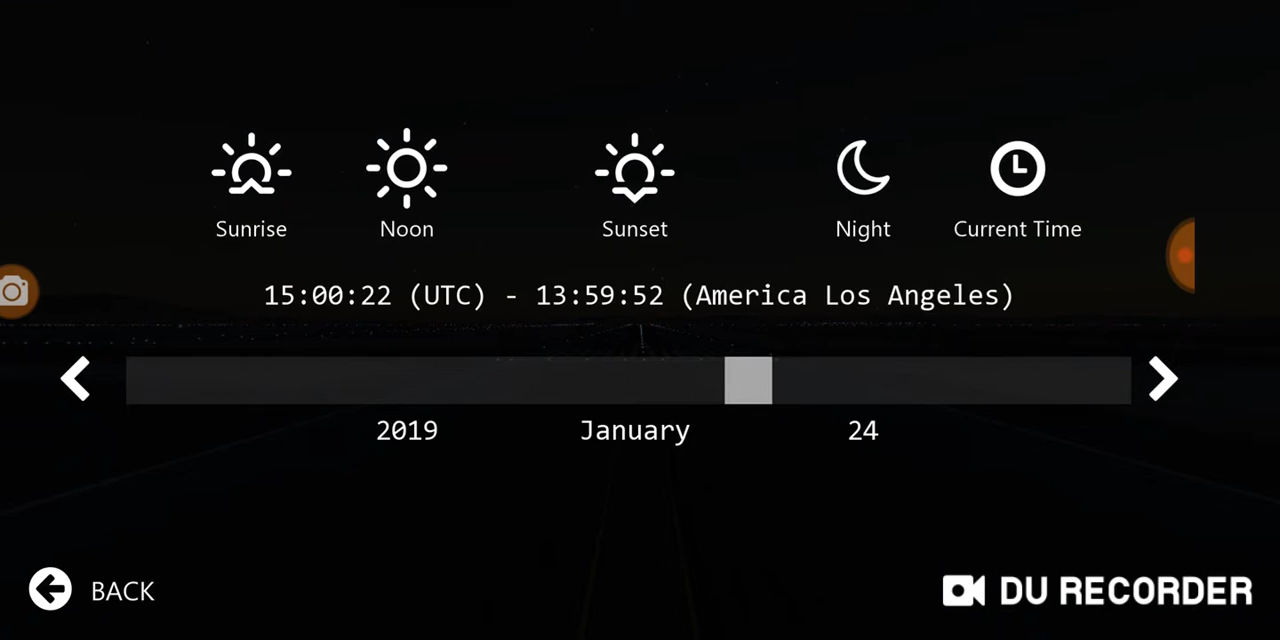 Sunrise Noon Sunset Night Current Time
15:00:22 (UTC) - 13:59:52 (America Los Angeles)
2019 January 24
BACK
DU RECORDER